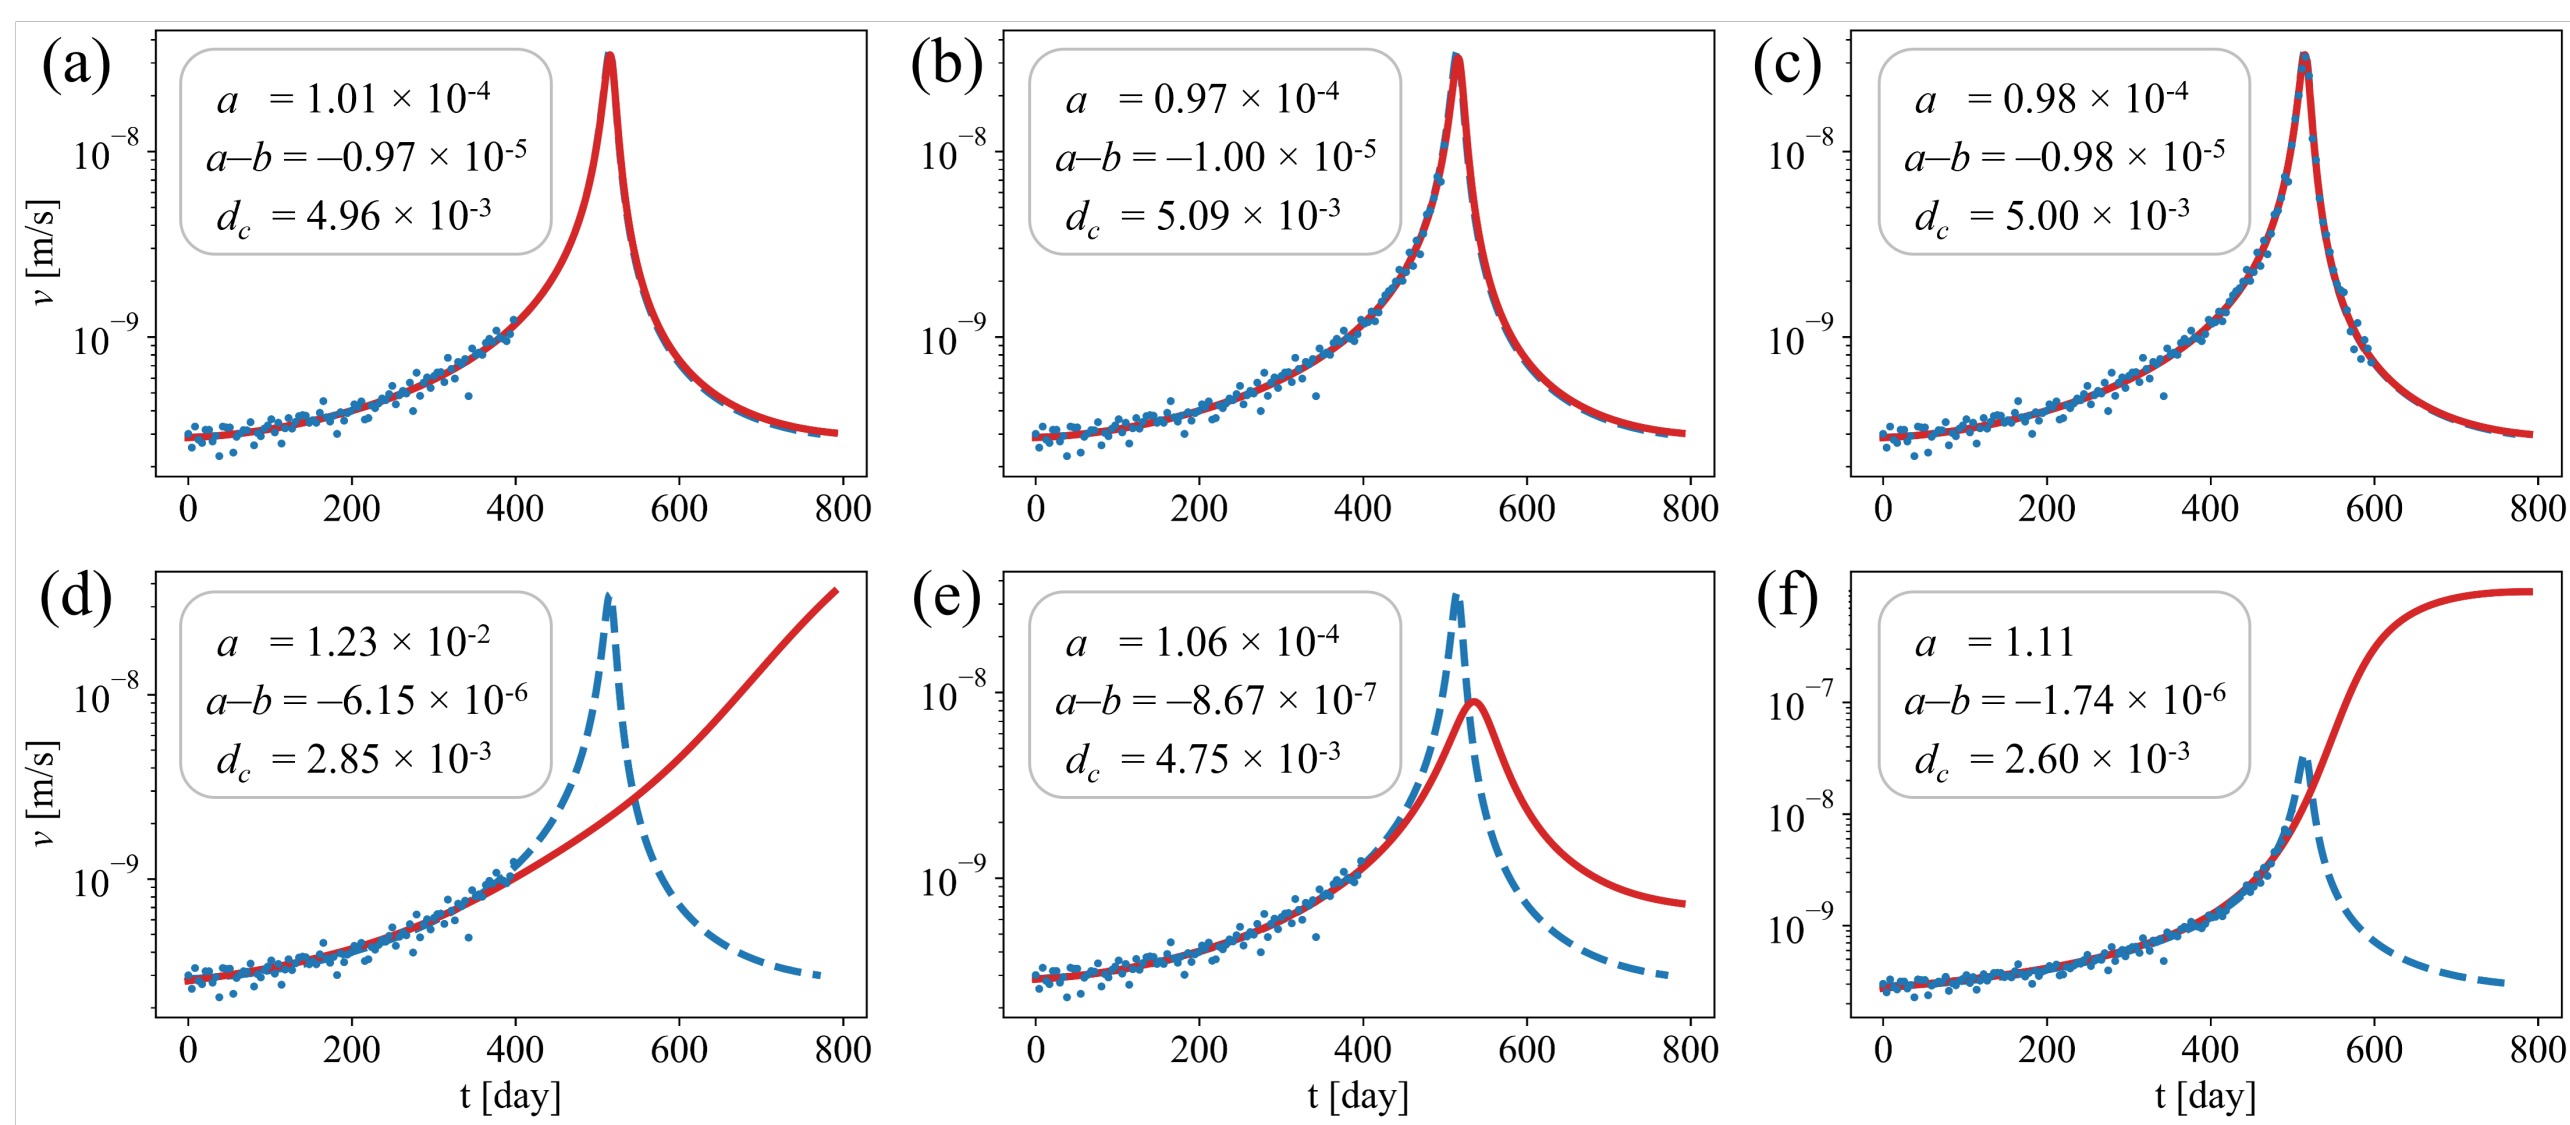 (a)
a = 1.01 × 10-4
a–b = –0.97 × 10-5
dc = 4.96 × 10-3
v [m/s]
10−8
10−9
0 200 400 600 800
(b)
a = 0.97 × 10-4
a–b = –1.00 × 10-5
dc = 5.09 × 10-3
10−8
10−9
0 200 400 600 800
(c)
a = 0.98 × 10-4
a–b = –0.98 × 10-5
dc = 5.00 × 10-3
10−8
10−9
0 200 400 600 800
(d)
a = 1.23 × 10-2
a–b = –6.15 × 10-6
dc = 2.85 × 10-3
v [m/s]
10−8
10−9
0 200 400 600 800
t [day]
(e)
a = 1.06 × 10-4
a–b = –8.67 × 10-7
dc = 4.75 × 10-3
10−8
10−9
0 200 400 600 800
t [day]
(f)
a = 1.11
a–b = –1.74 × 10-6
dc = 2.60 × 10-3
10−7
10−8
10−9
0 200 400 600 800
t [day]